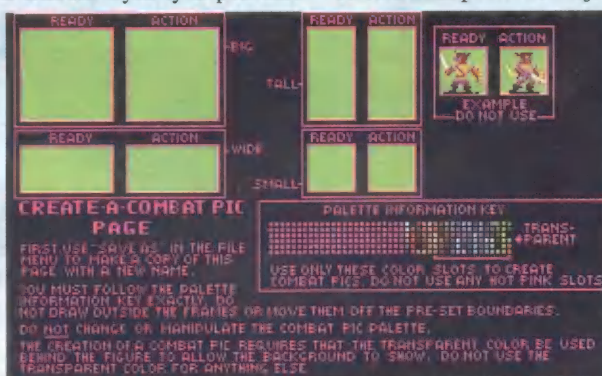 READY ACTION
BIG
READY ACTION
TALL
READY ACTION
EXAMPLE
DO NOT USE
READY ACTION
WIDE
READY ACTION
SMALL
CREATE-A-COMBAT PIC
PAGE
FIRST USE "SAVE AS" IN THE FILE
MENU TO MAKE A COPY OF THIS
PAGE WITH A NEW NAME.
PALETTE INFORMATION KEY
TRANS-
PARENT
USE ONLY THESE COLOR SLOTS TO CREATE
COMBAT PICS. DO NOT USE ANY HOT PINK SLOTS
YOU MUST FOLLOW THE PALETTE
INFORMATION KEY EXACTLY. DO
NOT DRAW OUTSIDE THE FRAMES OR MOVE THEM OFF THE PRE-SET BOUNDARIES.
DO NOT CHANGE OR MANIPULATE THE COMBAT PIC PALETTE.
THE CREATION OF A COMBAT PIC REQUIRES THAT THE TRANSPARENT COLOR BE USED
BEHIND THE FIGURE TO ALLOW THE BACKGROUND TO SHOW. DO NOT USE THE
TRANSPARENT COLOR FOR ANYTHING ELSE